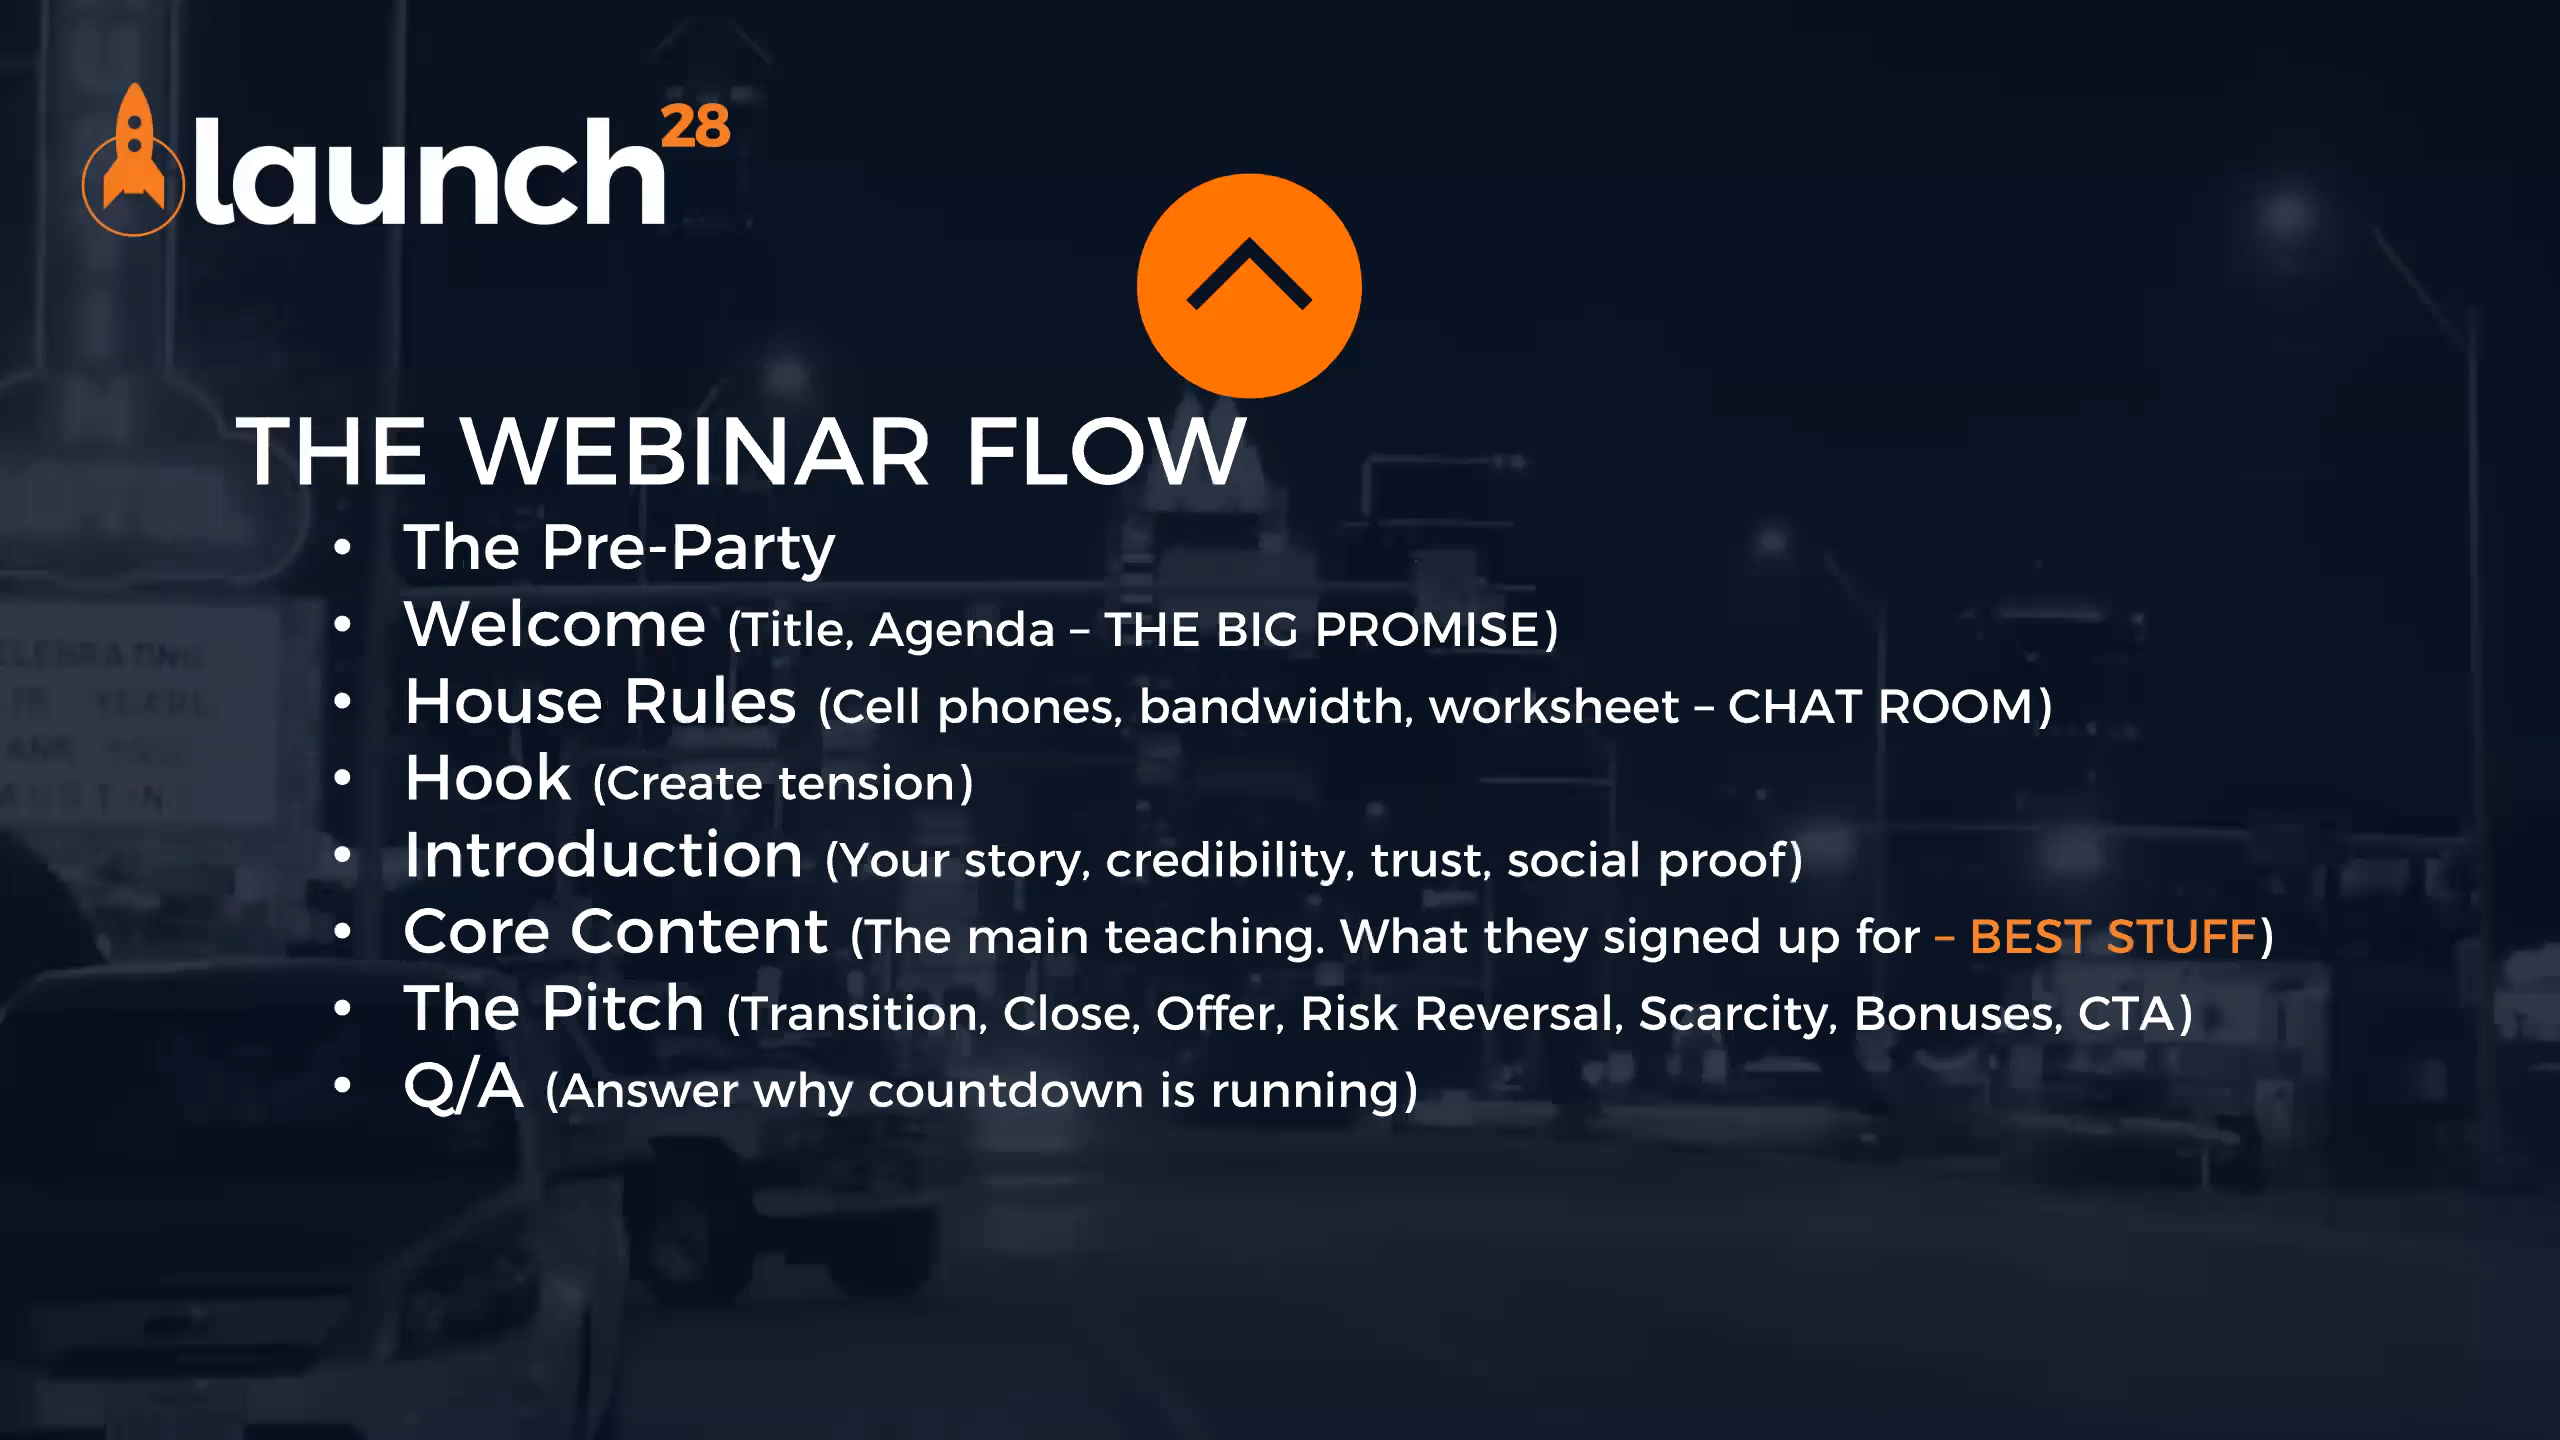 launch28
THE WEBINAR FLOW
• The Pre-Party
• Welcome (Title, Agenda – THE BIG PROMISE)
• House Rules (Cell phones, bandwidth, worksheet – CHAT ROOM)
• Hook (Create tension)
• Introduction (Your story, credibility, trust, social proof)
• Core Content (The main teaching. What they signed up for – BEST STUFF)
• The Pitch (Transition, Close, Offer, Risk Reversal, Scarcity, Bonuses, CTA)
• Q/A (Answer why countdown is running)